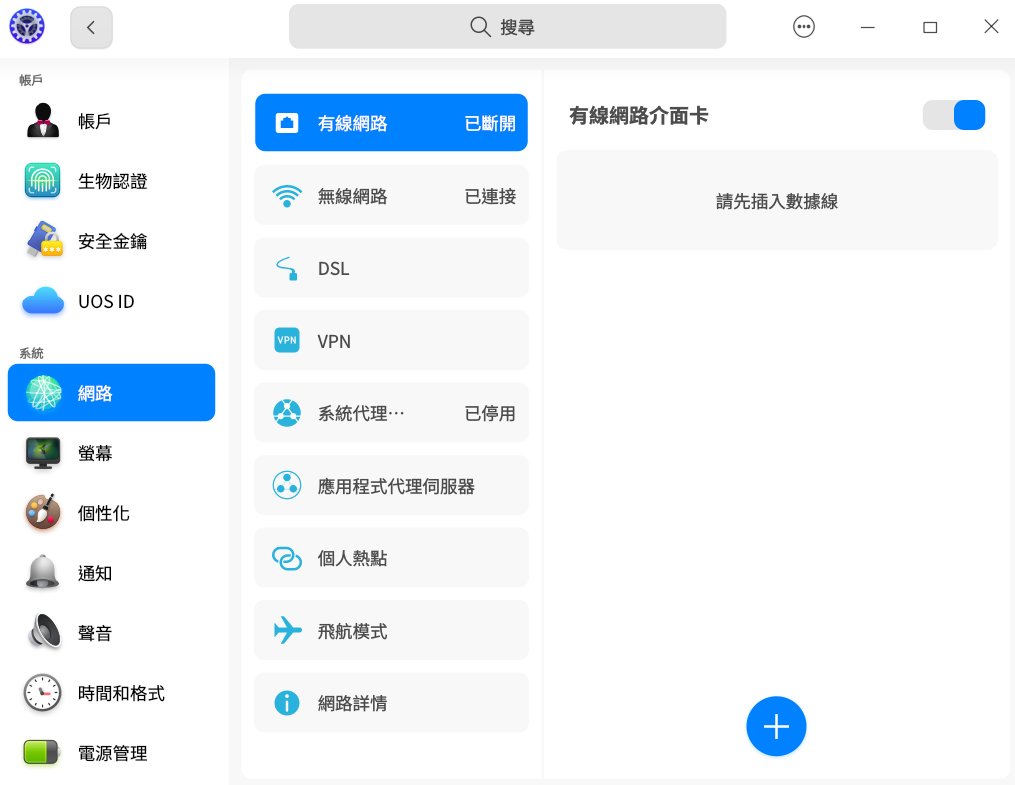 搜尋
帳戶
帳戶
生物認證
安全金鑰
UOS ID
系統
網路
螢幕
個性化
通知
聲音
時間和格式
電源管理
有線網路 已斷開
無線網路 已連接
DSL
VPN VPN
系統代理… 已停用
應用程式代理伺服器
個人熱點
飛航模式
網路詳情
有線網路介面卡
請先插入數據線